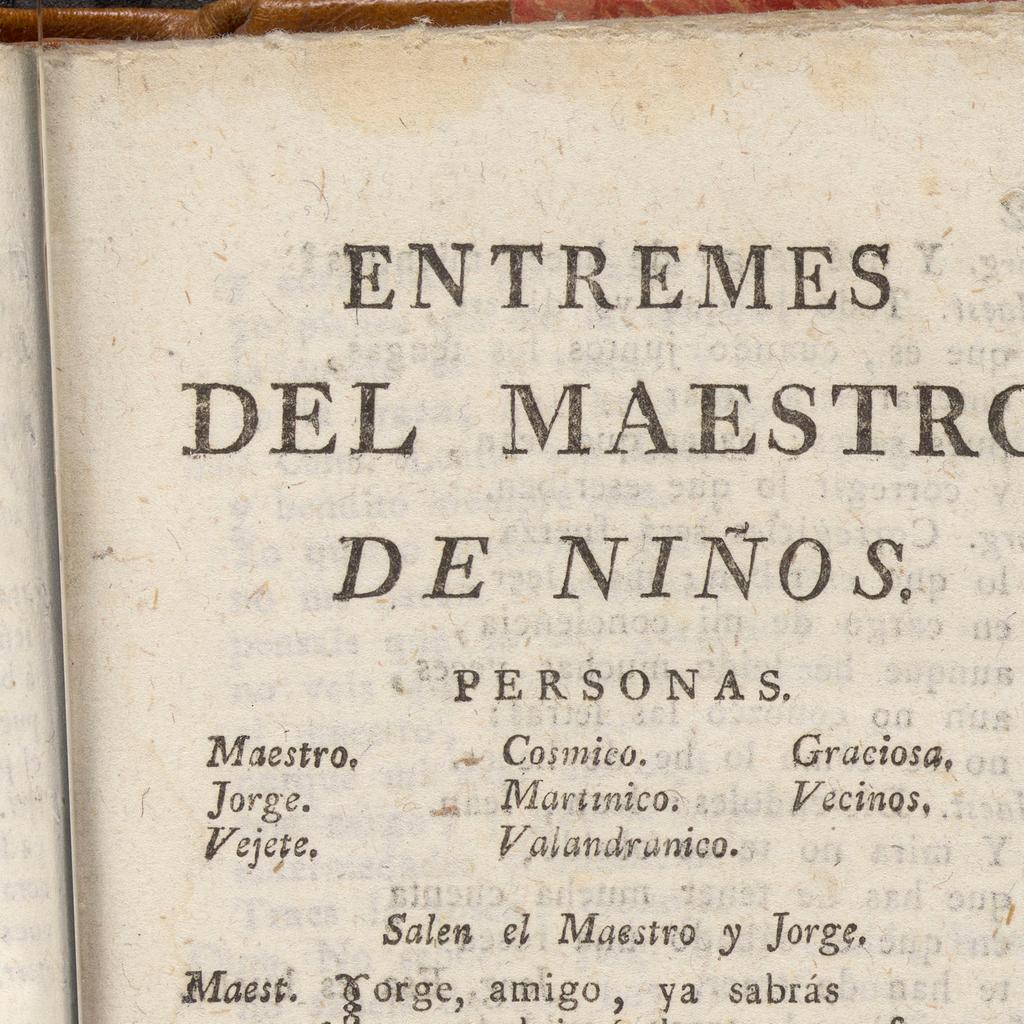 ENTREMES
DEL MAESTRO
DE NIÑOS.
PERSONAS.
Maestro. Cosmico. Graciosa.
Jorge. Martinico. Vecinos.
Vejete. Valandranico.
Salen el Maestro y Jorge.
Maest. Jorge, amigo, ya sabrás